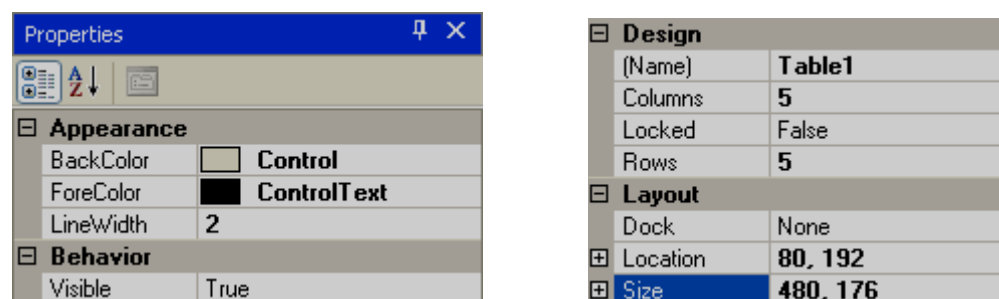 Properties
Appearance
BackColor Control
ForeColor ControlText
LineWidth 2
Behavior
Visible True
Design
(Name) Table1
Columns 5
Locked False
Rows 5
Layout
Dock None
Location 80, 192
Size 480, 176